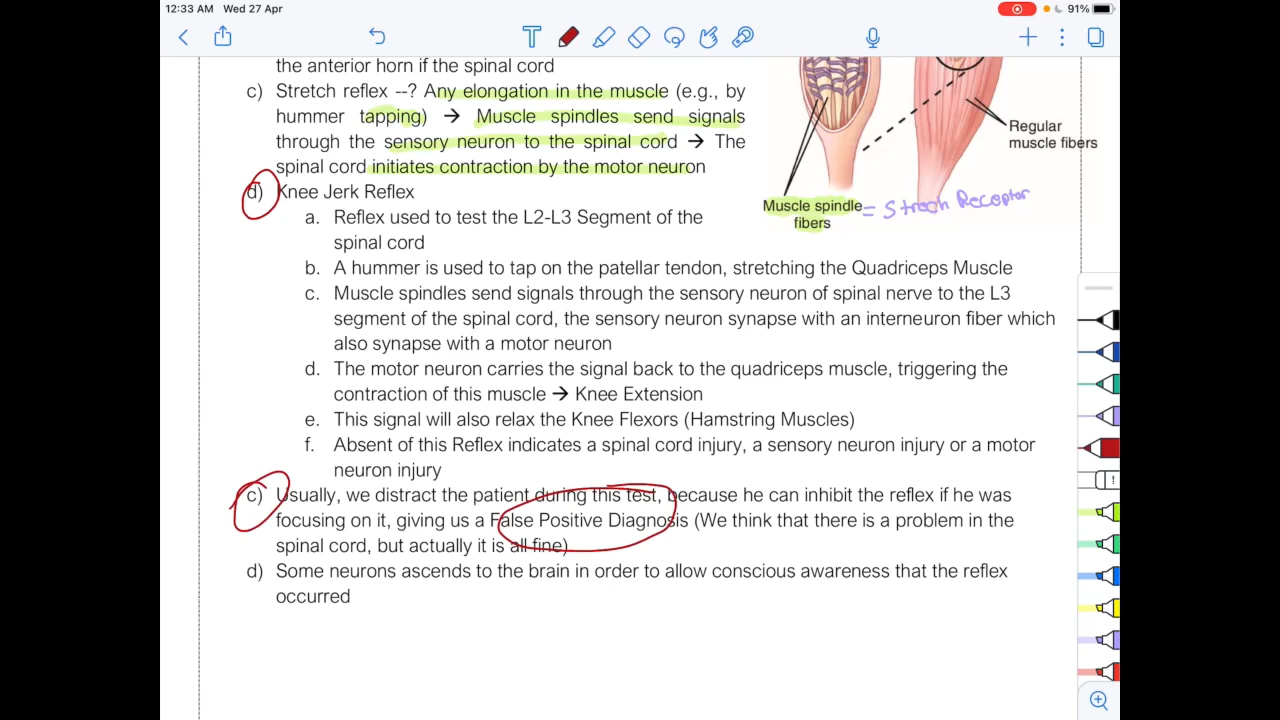 12:33 AM Wed 27 Apr
91%
the anterior horn if the spinal cord
c) Stretch reflex --? Any elongation in the muscle (e.g., by
hummer tapping) → Muscle spindles send signals
through the sensory neuron to the spinal cord → The
spinal cord initiates contraction by the motor neuron
Regular
muscle fibers
Muscle spindle
fibers
= Strech Receptor
d) Knee Jerk Reflex
a. Reflex used to test the L2-L3 Segment of the
spinal cord
b. A hummer is used to tap on the patellar tendon, stretching the Quadriceps Muscle
c. Muscle spindles send signals through the sensory neuron of spinal nerve to the L3
segment of the spinal cord, the sensory neuron synapse with an interneuron fiber which
also synapse with a motor neuron
d. The motor neuron carries the signal back to the quadriceps muscle, triggering the
contraction of this muscle → Knee Extension
e. This signal will also relax the Knee Flexors (Hamstring Muscles)
f. Absent of this Reflex indicates a spinal cord injury, a sensory neuron injury or a motor
neuron injury
c) Usually, we distract the patient during this test, because he can inhibit the reflex if he was
focusing on it, giving us a False Positive Diagnosis (We think that there is a problem in the
spinal cord, but actually it is all fine)
d) Some neurons ascends to the brain in order to allow conscious awareness that the reflex
occurred